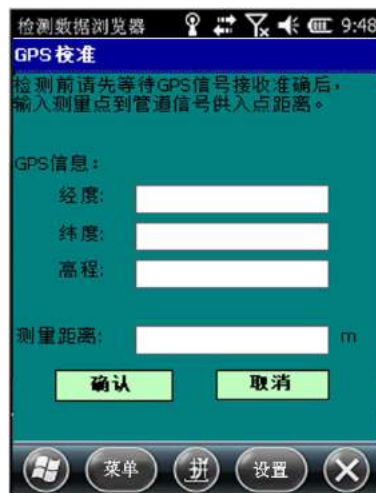 检测数据浏览器 9:48
GPS校准
检测前请先等待GPS信号接收准确后,
输入测量点到管道信号供入点距离。
GPS信息:
经度:
纬度:
高程:
测量距离: m
确认 取消
菜单 拼 设置